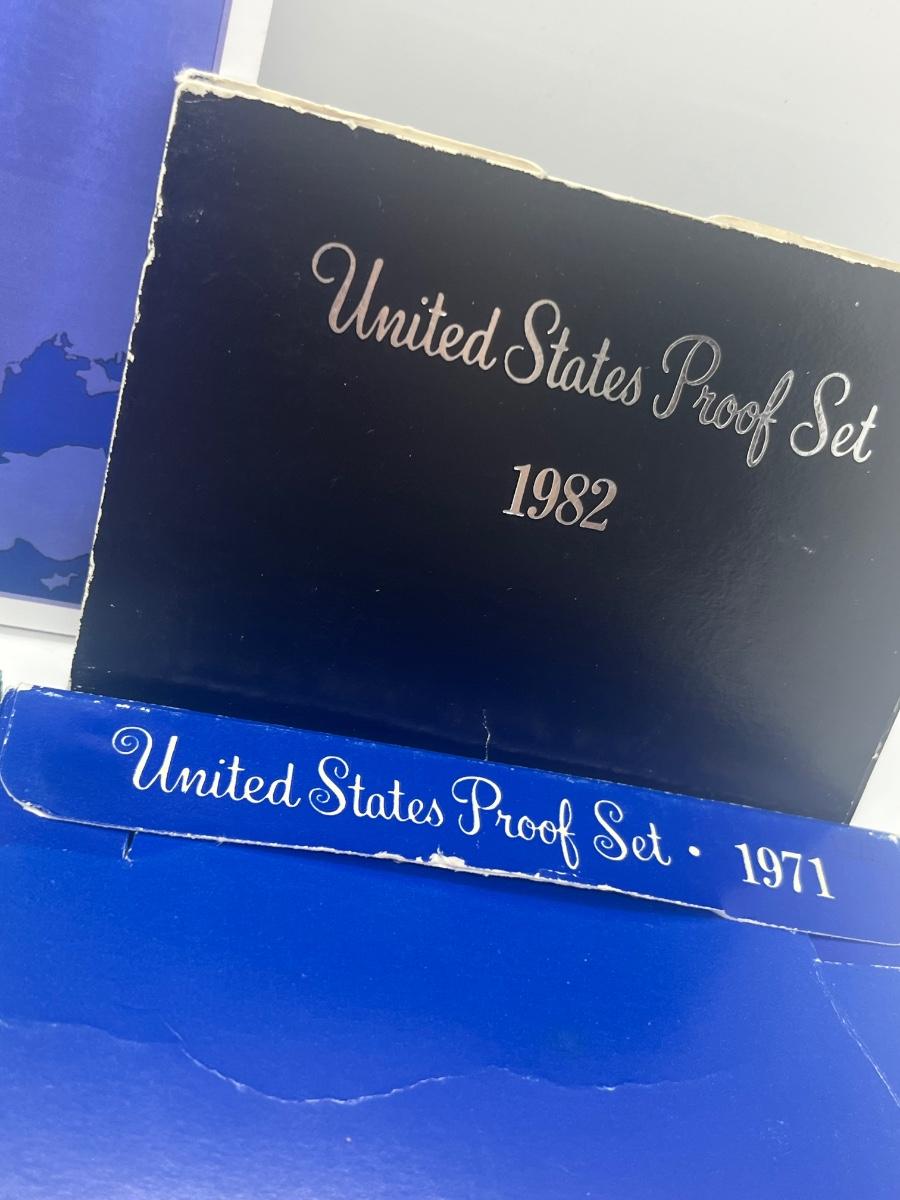 United States Proof Set
1982
United States Proof Set • 1971